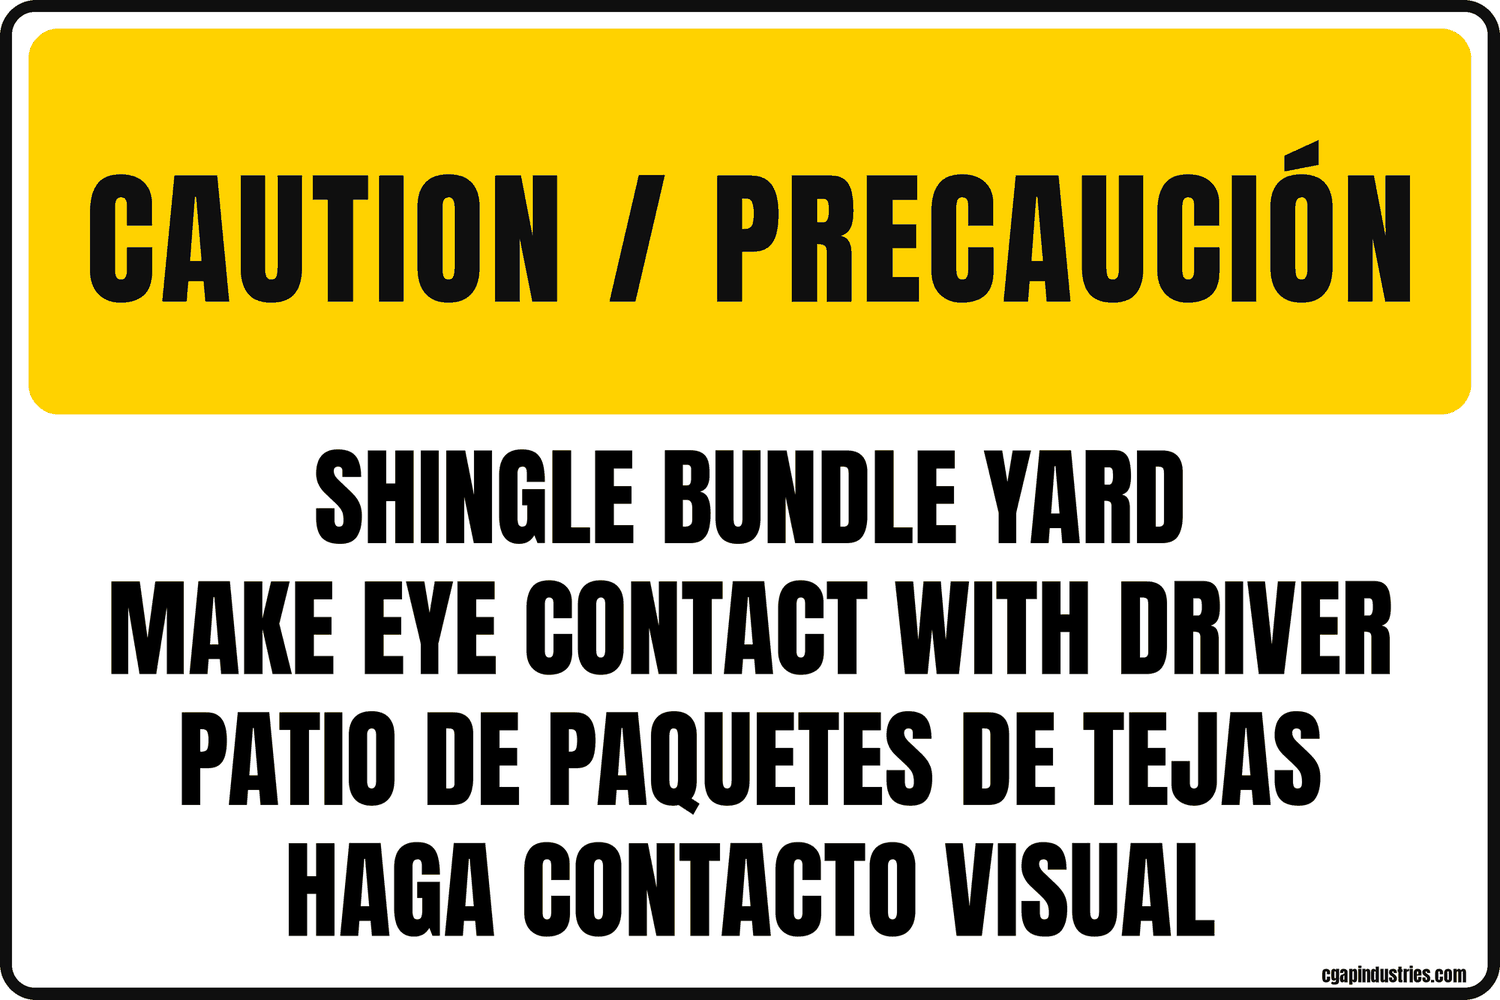 CAUTION / PRECAUCIÓN
SHINGLE BUNDLE YARD
MAKE EYE CONTACT WITH DRIVER
PATIO DE PAQUETES DE TEJAS
HAGA CONTACTO VISUAL
cgapindustries.com